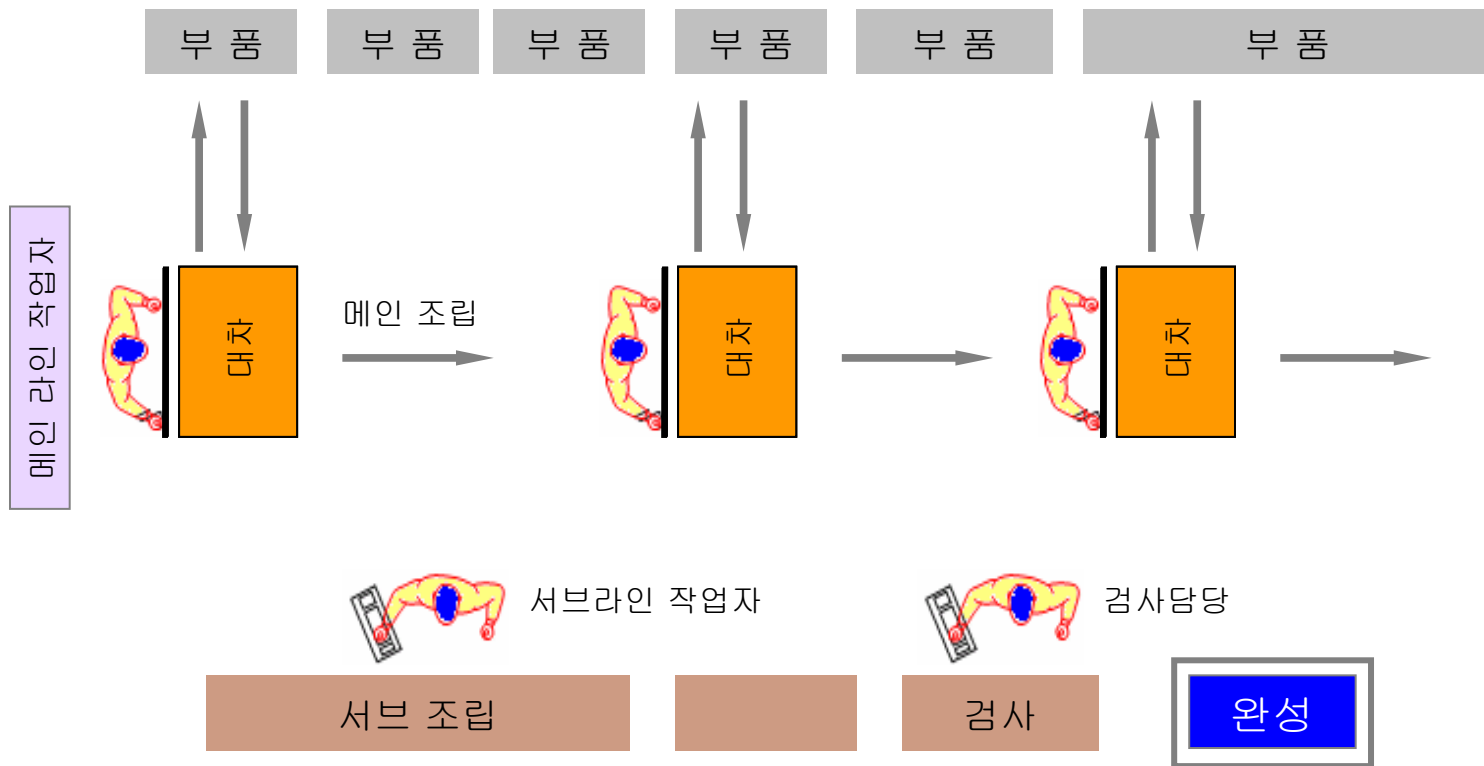 부 품
부 품
부 품
부 품
부 품
부 품
메인 라인 작업자
대차
메인 조립
대차
대차
서브라인 작업자
검사담당
서브 조립
검사
완성